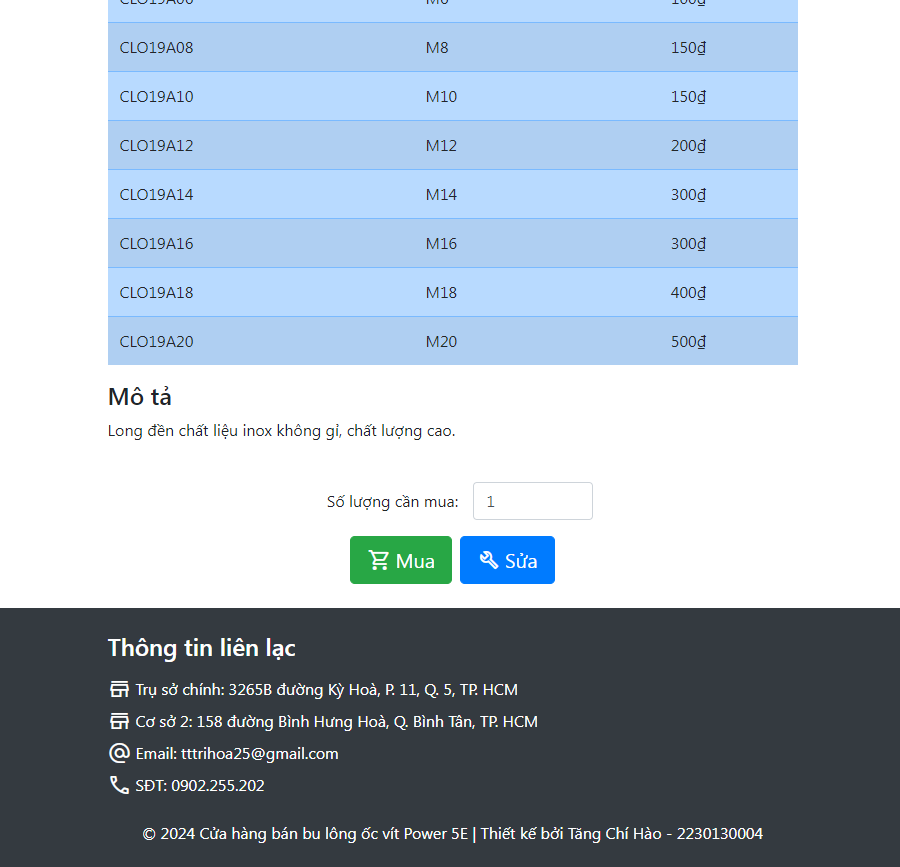 CLO19A06 M6 100₫
CLO19A08 M8 150₫
CLO19A10 M10 150₫
CLO19A12 M12 200₫
CLO19A14 M14 300₫
CLO19A16 M16 300₫
CLO19A18 M18 400₫
CLO19A20 M20 500₫
Mô tả
Long đền chất liệu inox không gỉ, chất lượng cao.
Số lượng cần mua: 1
Mua Sửa
Thông tin liên lạc
Trụ sở chính: 3265B đường Kỳ Hoà, P. 11, Q. 5, TP. HCM
Cơ sở 2: 158 đường Bình Hưng Hoà, Q. Bình Tân, TP. HCM
Email: tttrihoa25@gmail.com
SĐT: 0902.255.202
© 2024 Cửa hàng bán bu lông ốc vít Power 5E | Thiết kế bởi Tăng Chí Hào - 2230130004